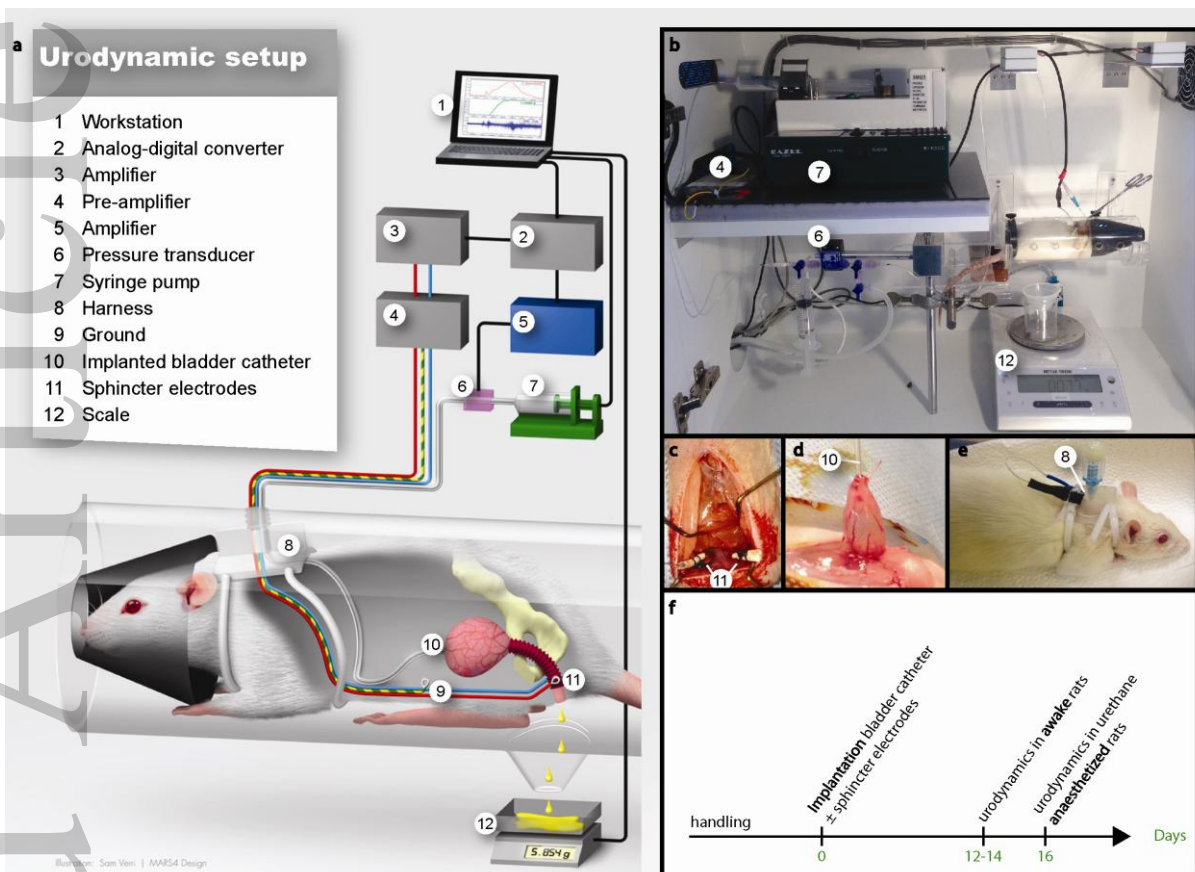 a
Urodynamic setup
1 Workstation
2 Analog-digital converter
3 Amplifier
4 Pre-amplifier
5 Amplifier
6 Pressure transducer
7 Syringe pump
8 Harness
9 Ground
10 Implanted bladder catheter
11 Sphincter electrodes
12 Scale
1
3
2
4
5
6
7
8
10
9
11
12
5.854 g
Illustration: Sam Verri | MARS4 Design
b
4
7
6
12
METTLER TOLEDO
c
11
d
10
e
8
f
handling
Implantation bladder catheter
± sphincter electrodes
urodynamics in awake rats
urodynamics in urethane
anaesthetized rats
0
12-14
16
Days